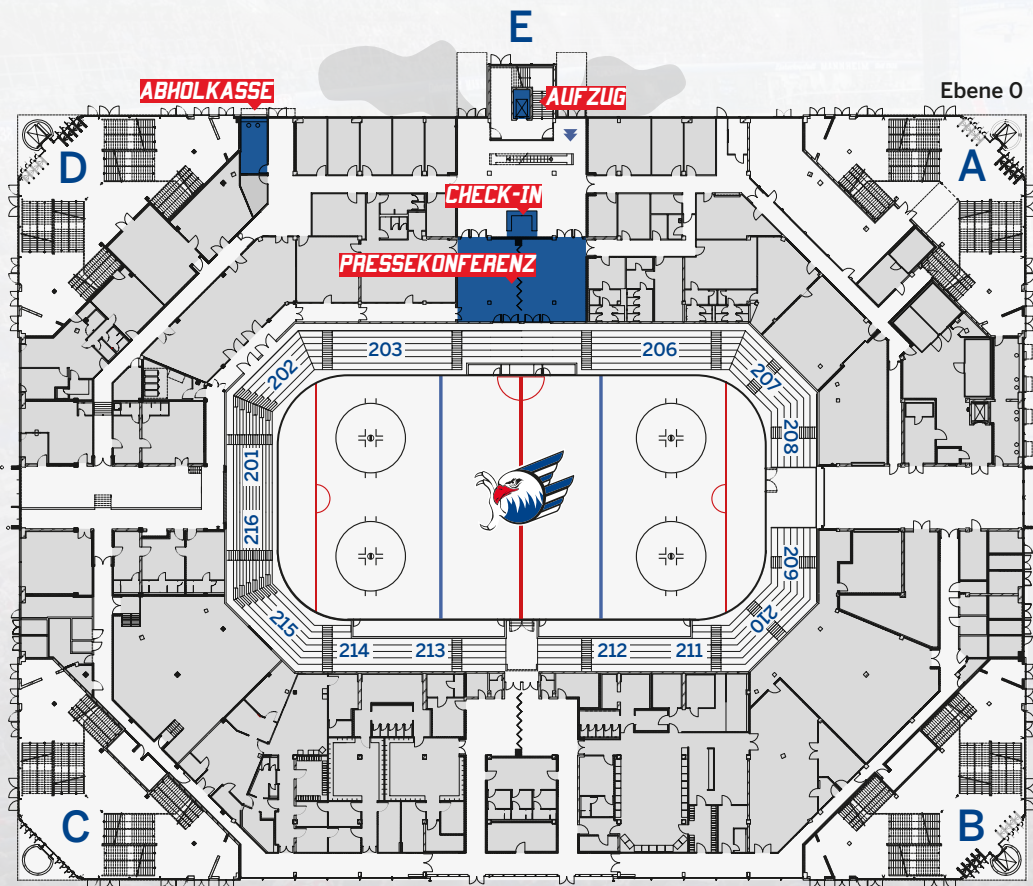 E
ABHOLKASSE
AUFZUG
Ebene 0
D
A
CHECK-IN
PRESSEKONFERENZ
203
206
202
207
208
201
216
209
215
210
214
213
212
211
C
B